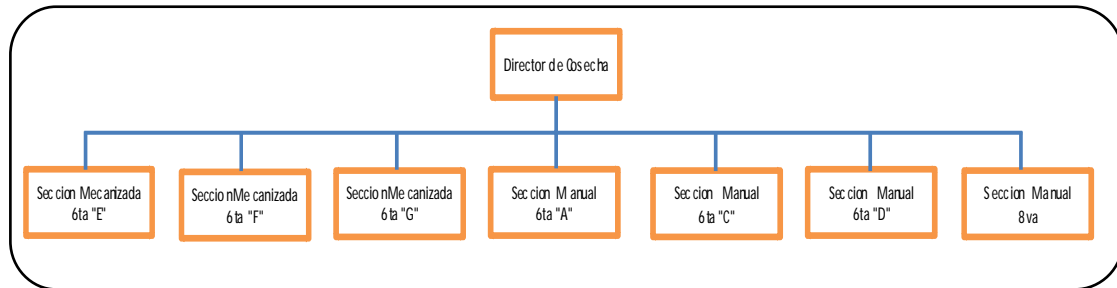 Director de Cosecha
Seccion Mecanizada
6ta "E"
Seccion Mecanizada
6ta "F"
Seccion Mecanizada
6ta "G"
Seccion Manual
6ta "A"
Seccion Manual
6ta "C"
Seccion Manual
6ta "D"
Seccion Manual
8va